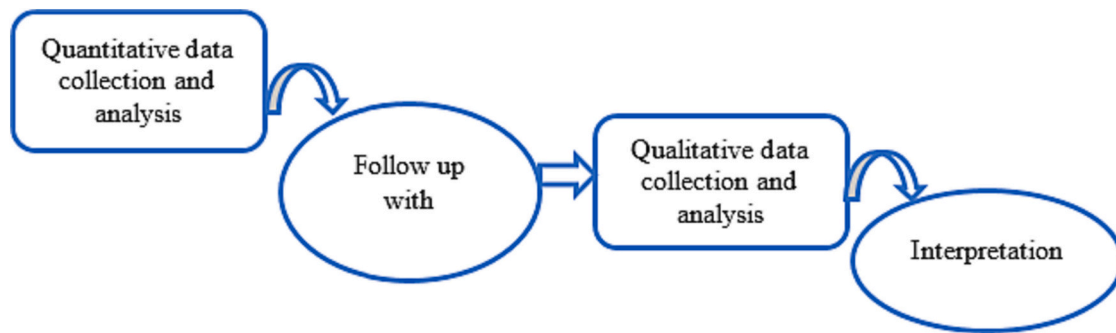 Quantitative data
collection and
analysis
Follow up
with
Qualitative data
collection and
analysis
Interpretation